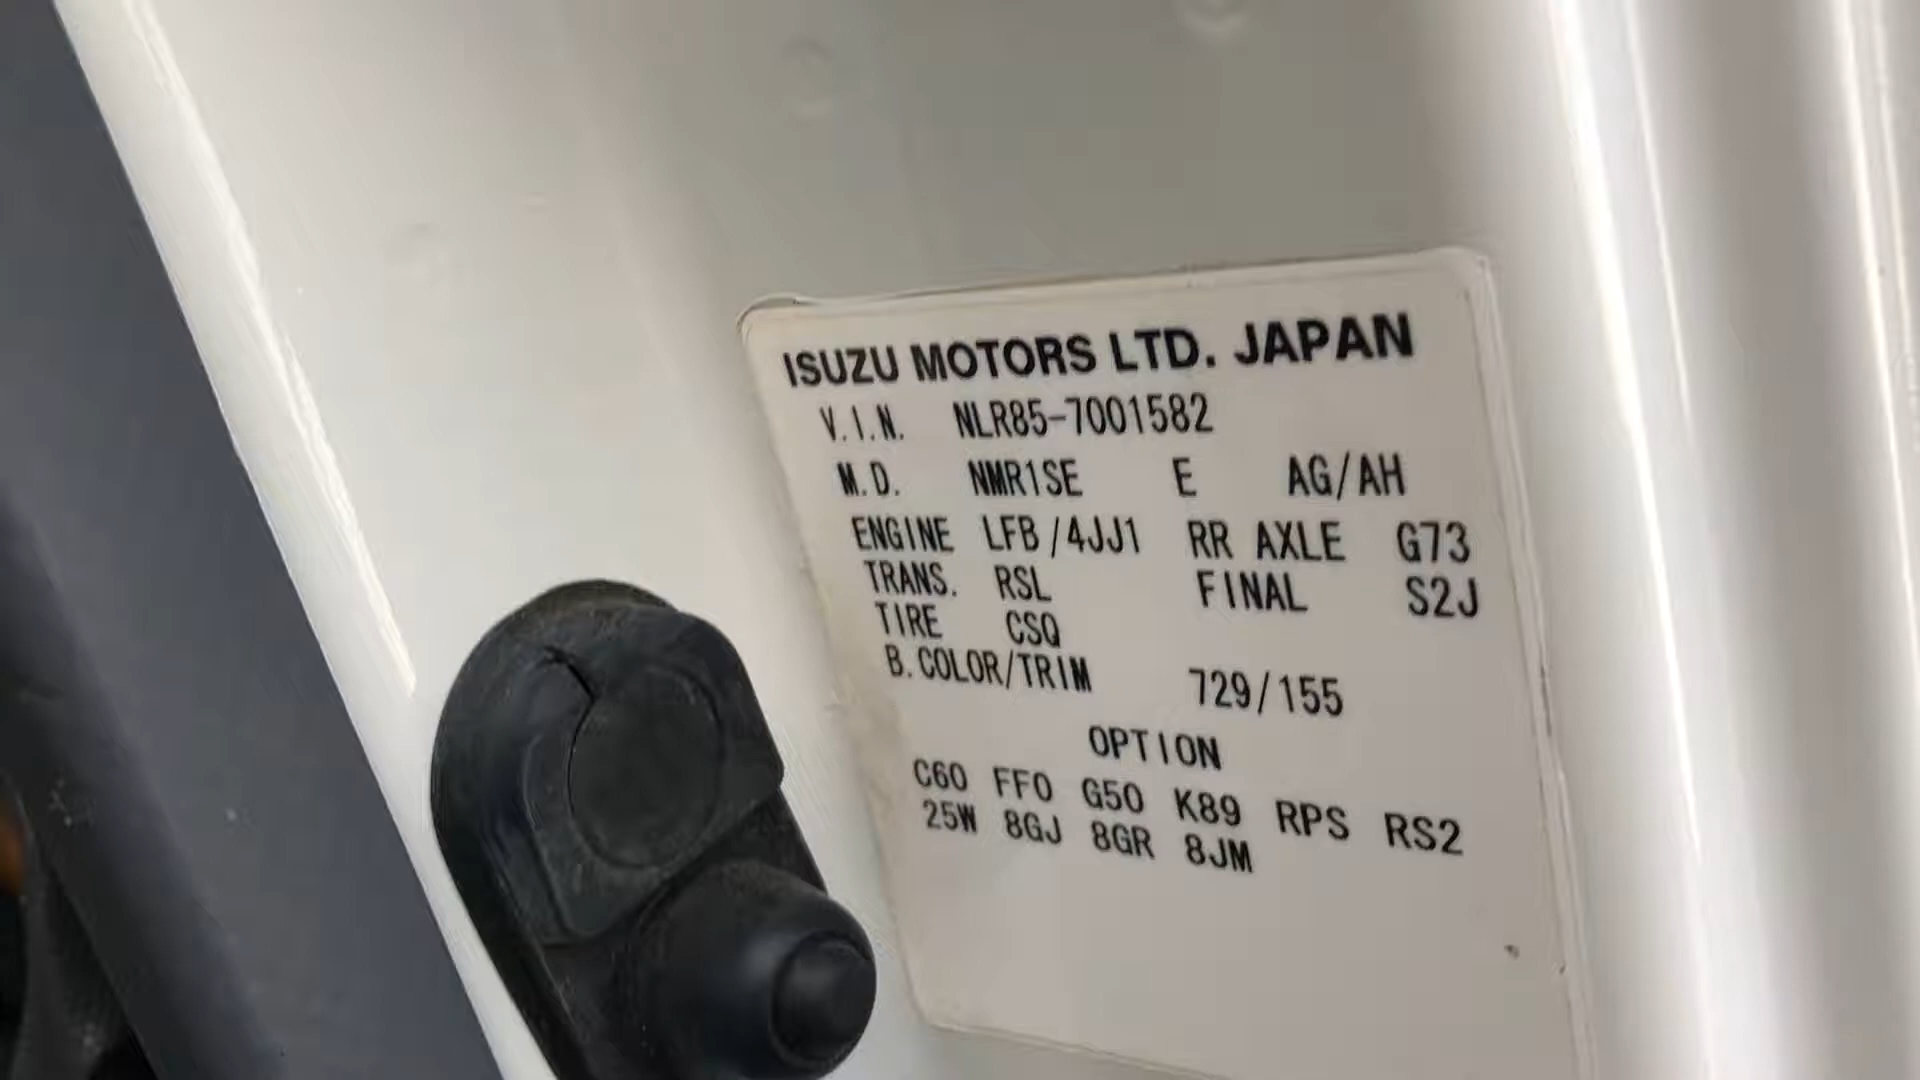 ISUZU MOTORS LTD. JAPAN
V.I.N. NLR85-7001582
M.D. NMR1SE E AG/AH
ENGINE LFB/4JJ1 RR AXLE G73
TRANS. RSL FINAL S2J
TIRE CSQ
B.COLOR/TRIM 729/155
OPTION
C60 FF0 G50 K89 RPS RS2
25W 8GJ 8GR 8JM